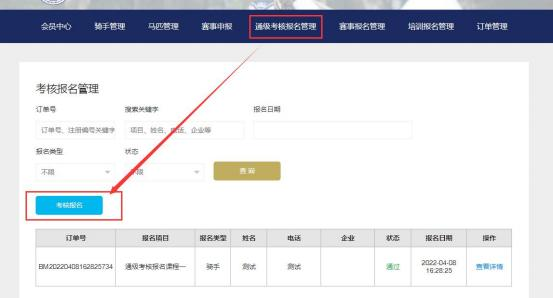 会员中心 骑手管理 马匹管理 赛事申报 通级考核报名管理 赛事报名管理 培训报名管理 订单管理
考核报名管理
订单号 搜索关键字 报名日期
订单号、注册编号关键字 项目、姓名、电话、企业等
报名类型 状态
不限 不限 查 询
考核报名
订单号 报名项目 报名类型 姓名 电话 企业 状态 报名日期 操作
BM20220408162825734 通级考核报名课程一 骑手 测试 测试 通过 2022-04-08 查看详情
16:28:25